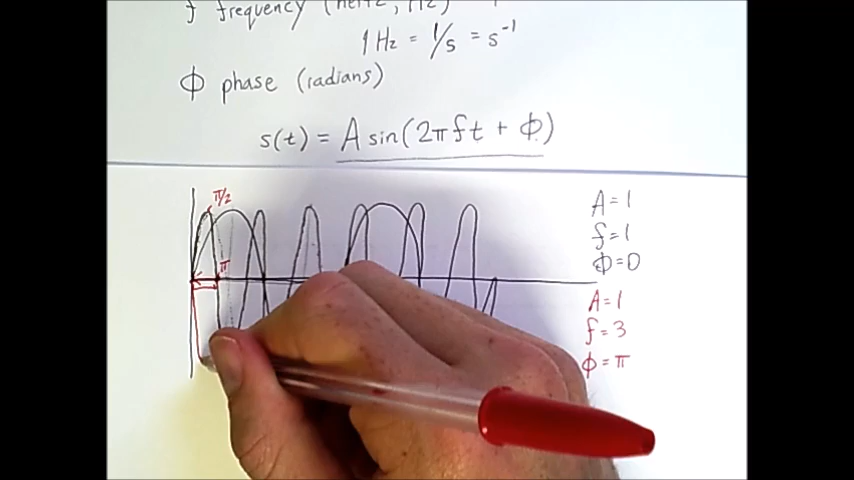 f frequency (hertz, Hz)
1 Hz = 1/s = s⁻¹
Φ phase (radians)
s(t) = A sin(2πft + Φ)
π/2
π
A=1
f=1
Φ=0
A=1
f=3
Φ=π